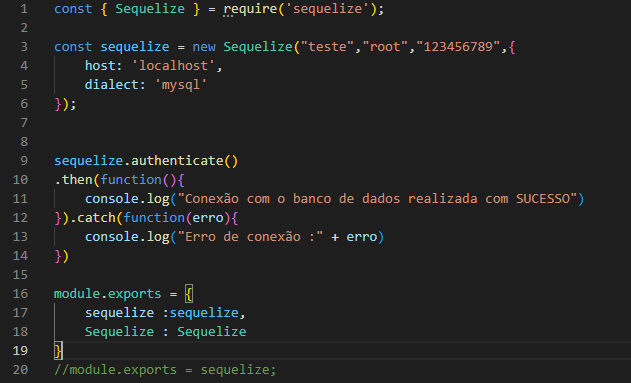 1 const { Sequelize } = require('sequelize');
2
3 const sequelize = new Sequelize("teste","root","123456789",{
4 host: 'localhost',
5 dialect: 'mysql'
6 });
7
8
9 sequelize.authenticate()
10 .then(function(){
11 console.log("Conexão com o banco de dados realizada com SUCESSO")
12 }).catch(function(erro){
13 console.log("Erro de conexão :" + erro)
14 })
15
16 module.exports = {
17 sequelize :sequelize,
18 Sequelize : Sequelize
19 }
20 //module.exports = sequelize;